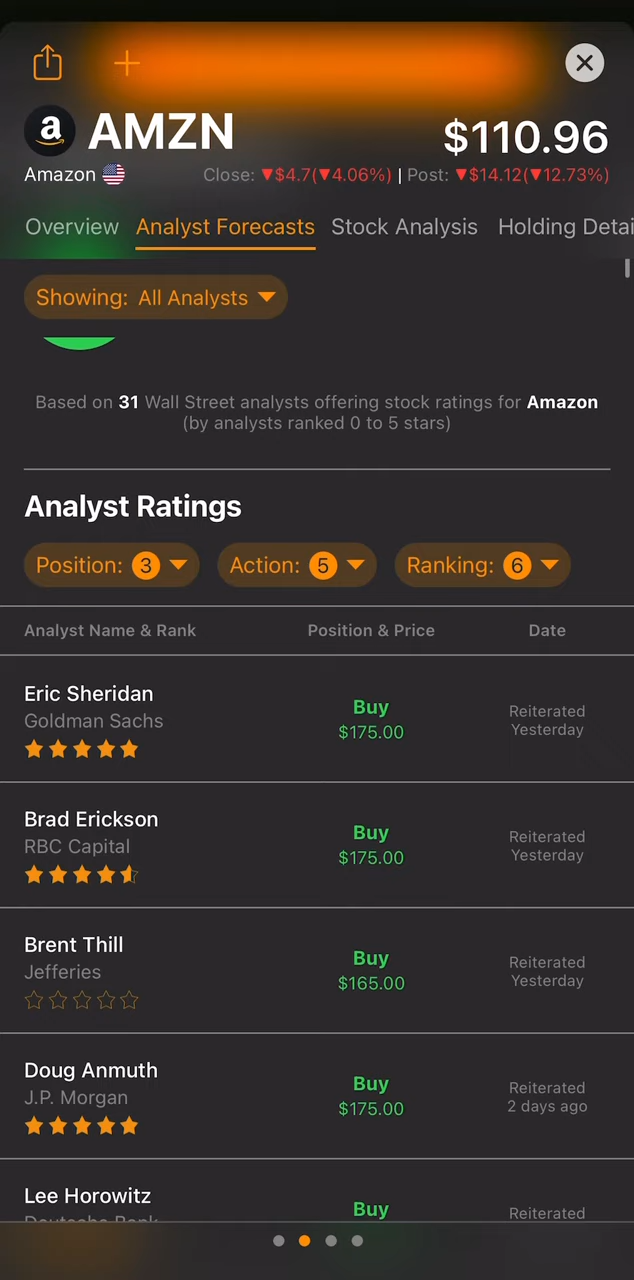 AMZN
$110.96
Amazon
Close: ▼$4.7(▼4.06%) | Post: ▼$14.12(▼12.73%)
Overview Analyst Forecasts Stock Analysis Holding Detai
Showing: All Analysts
Based on 31 Wall Street analysts offering stock ratings for Amazon
(by analysts ranked 0 to 5 stars)
Analyst Ratings
Position: 3 Action: 5 Ranking: 6
Analyst Name & Rank Position & Price Date
Eric Sheridan
Goldman Sachs
Buy
$175.00
Reiterated
Yesterday
Brad Erickson
RBC Capital
Buy
$175.00
Reiterated
Yesterday
Brent Thill
Jefferies
Buy
$165.00
Reiterated
Yesterday
Doug Anmuth
J.P. Morgan
Buy
$175.00
Reiterated
2 days ago
Lee Horowitz
Deutsche Bank
Buy
Reiterated